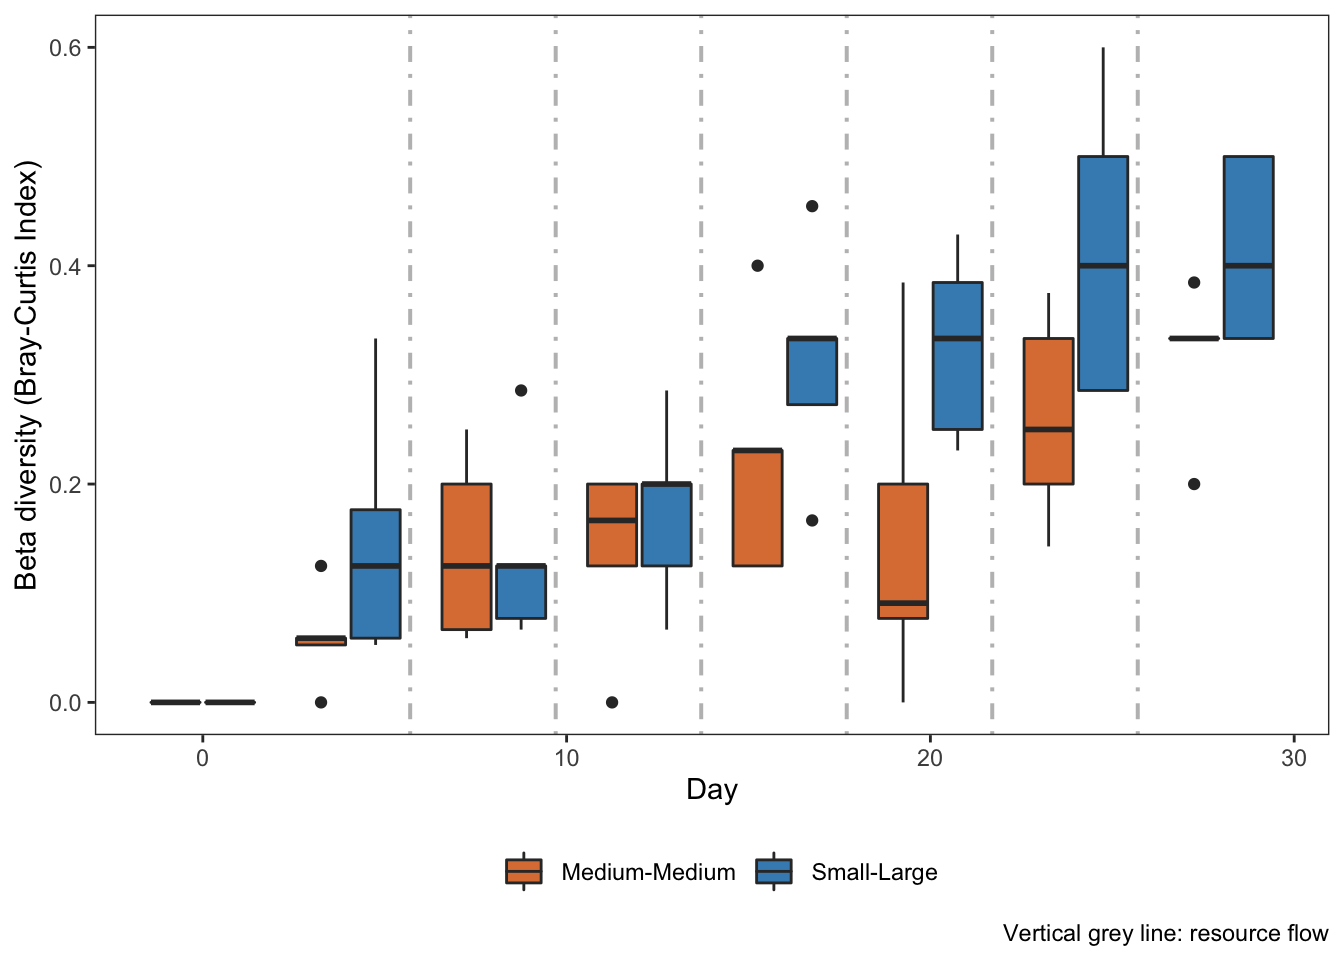 Beta diversity (Bray-Curtis Index)
0.6
0.4
0.2
0.0
0 10 20 30
Day
Medium-Medium Small-Large
Vertical grey line: resource flow